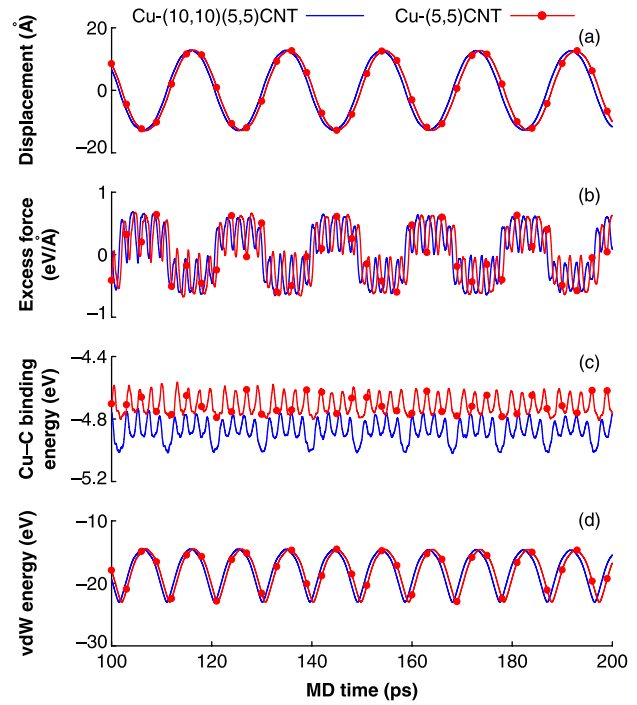 Cu-(10,10)(5,5)CNT Cu-(5,5)CNT
(a)
Displacement (Å)
20
0
−20
(b)
Excess force
(eV/Å)
1
0
−1
(c)
Cu–C binding
energy (eV)
−4.4
−4.8
−5.2
(d)
vdW energy (eV)
−10
−20
−30
100 120 140 160 180 200
MD time (ps)